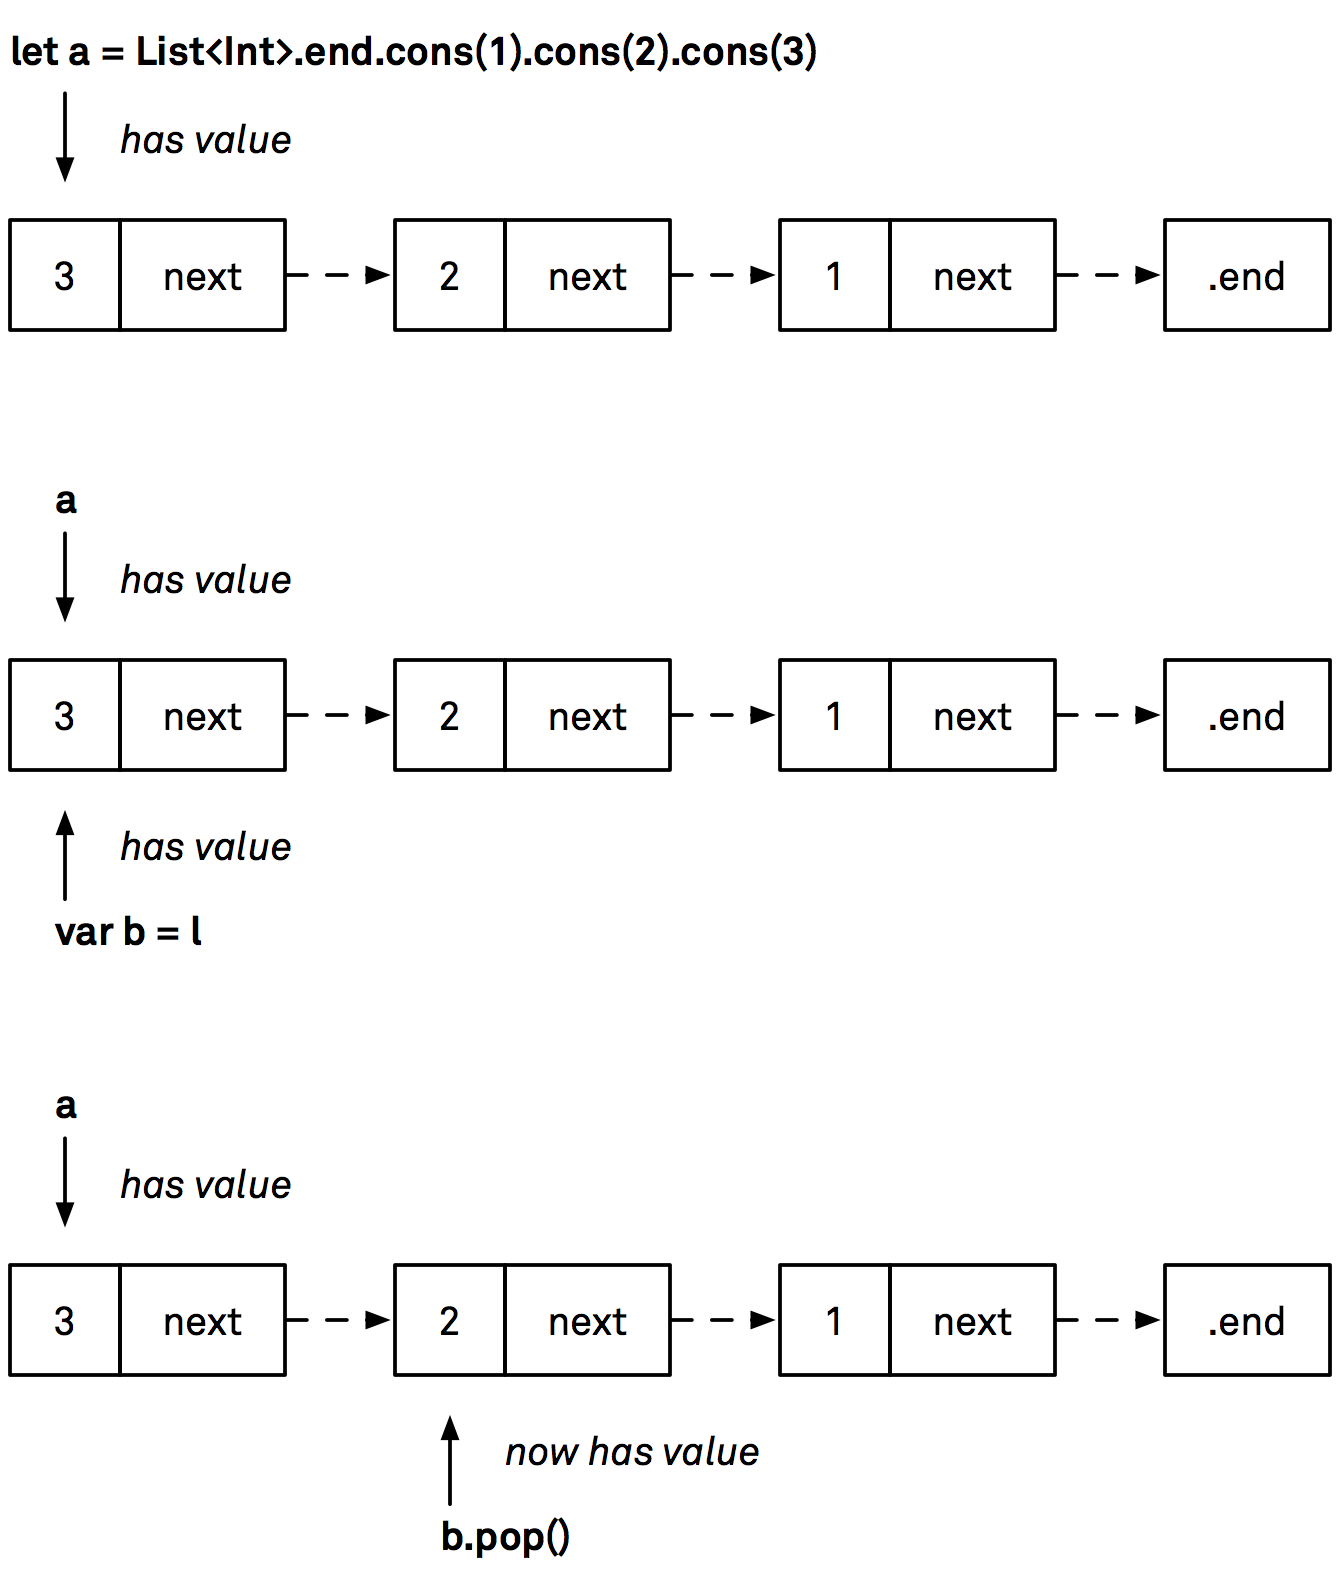 let a = List<Int>.end.cons(1).cons(2).cons(3)
has value
3 next 2 next 1 next .end
a
has value
3 next 2 next 1 next .end
has value
var b = l
a
has value
3 next 2 next 1 next .end
now has value
b.pop()